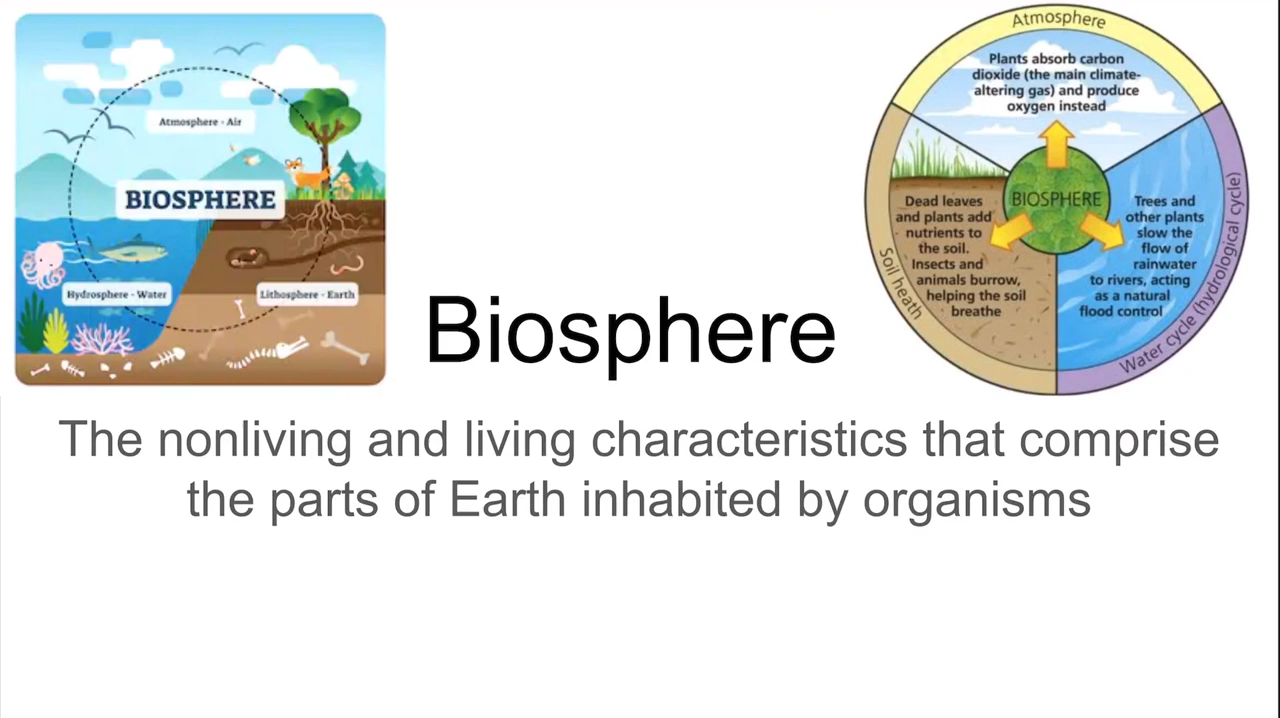 Atmosphere - Air
BIOSPHERE
Hydrosphere - Water
Lithosphere - Earth
Atmosphere
Plants absorb carbon
dioxide (the main climate-
altering gas) and produce
oxygen instead
BIOSPHERE
Dead leaves
and plants add
nutrients to
the soil.
Insects and
animals burrow,
helping the soil
breathe
Soil heath
Trees and
other plants
slow the
flow of
rainwater
to rivers, acting
as a natural
flood control
Water cycle (hydrological cycle)
Biosphere
The nonliving and living characteristics that comprise
the parts of Earth inhabited by organisms